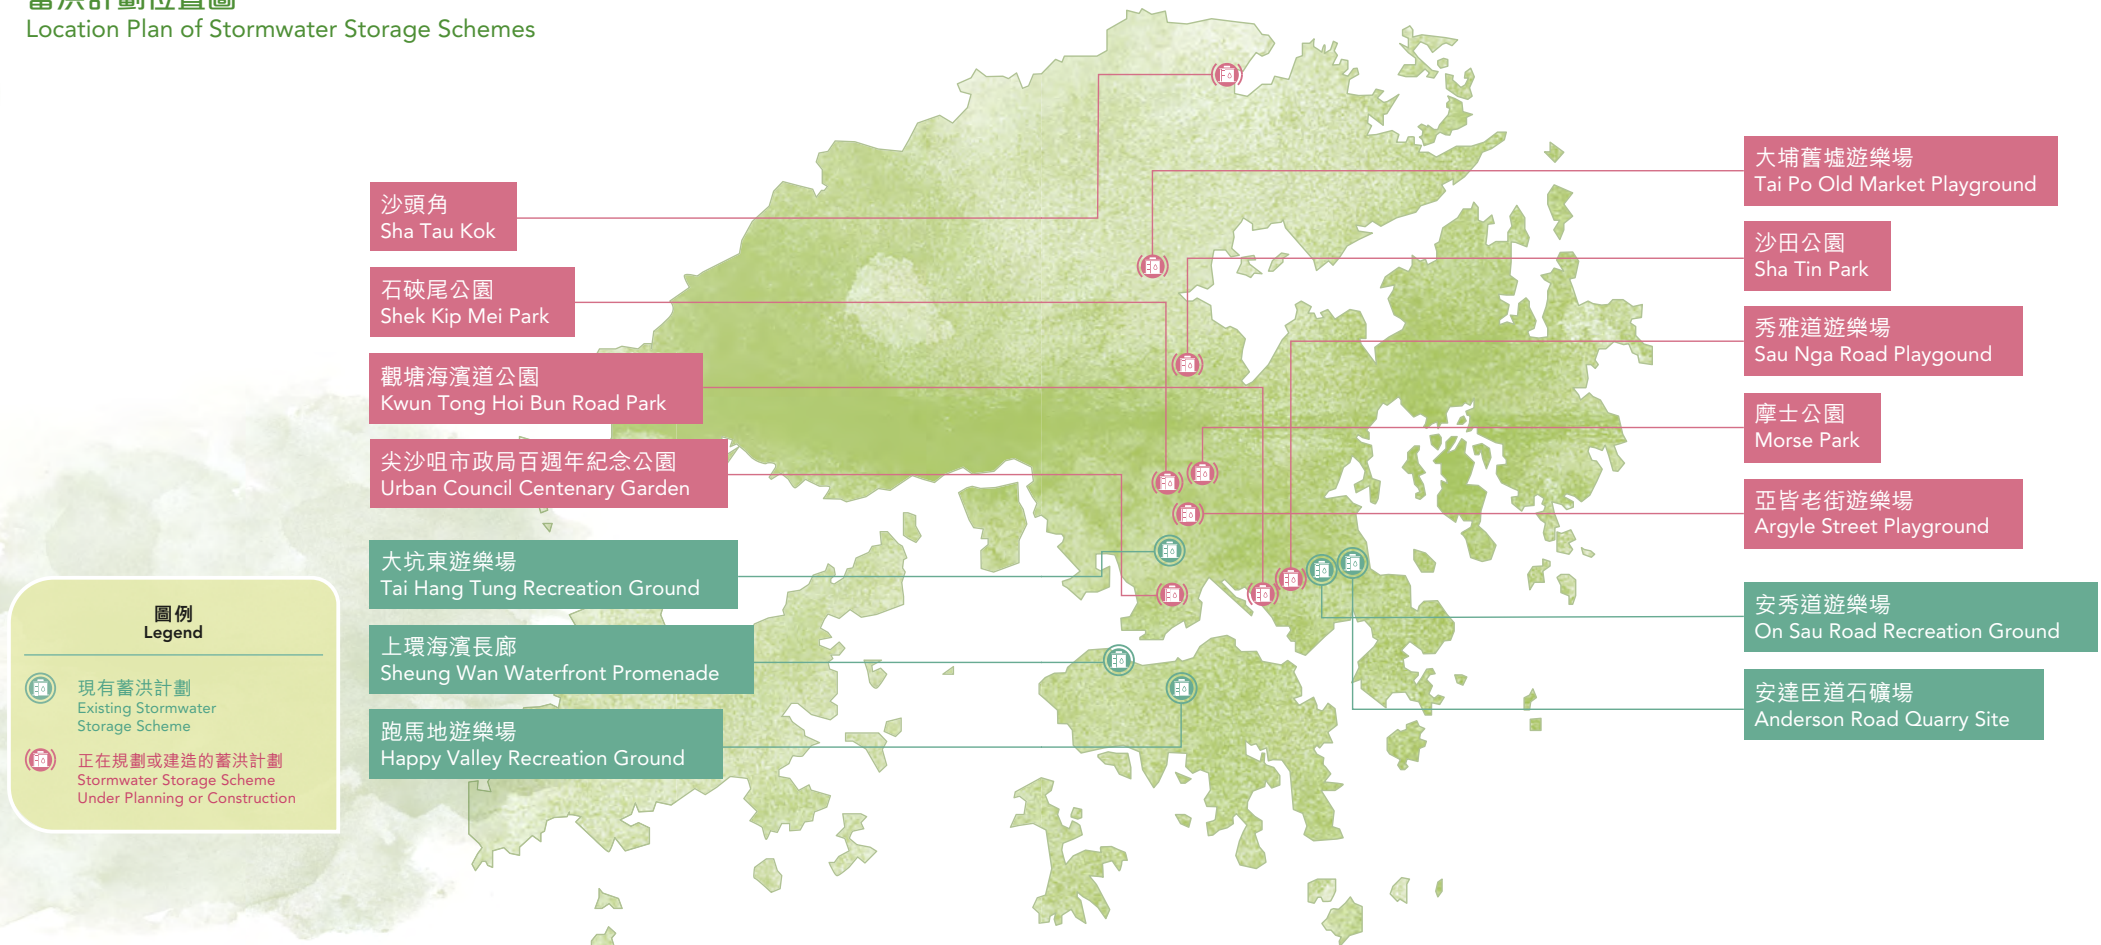 蓄洪計劃位置圖
Location Plan of Stormwater Storage Schemes
沙頭角
Sha Tau Kok
石硤尾公園
Shek Kip Mei Park
觀塘海濱道公園
Kwun Tong Hoi Bun Road Park
尖沙咀市政局百週年紀念公園
Urban Council Centenary Garden
大坑東遊樂場
Tai Hang Tung Recreation Ground
上環海濱長廊
Sheung Wan Waterfront Promenade
跑馬地遊樂場
Happy Valley Recreation Ground
大埔舊墟遊樂場
Tai Po Old Market Playground
沙田公園
Sha Tin Park
秀雅道遊樂場
Sau Nga Road Playgound
摩士公園
Morse Park
亞皆老街遊樂場
Argyle Street Playground
安秀道遊樂場
On Sau Road Recreation Ground
安達臣道石礦場
Anderson Road Quarry Site
圖例
Legend
現有蓄洪計劃
Existing Stormwater
Storage Scheme
正在規劃或建造的蓄洪計劃
Stormwater Storage Scheme
Under Planning or Construction